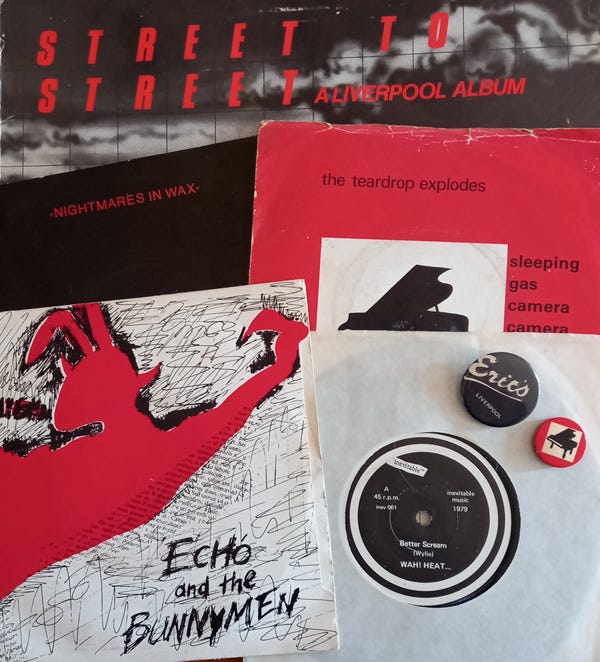 STREET TO
STREET A LIVERPOOL ALBUM
"NIGHTMARES IN WAX"
the teardrop explodes
sleeping
gas
camera
camera
Eric's
LIVERPOOL
ECHO
and the
BUNNYMEN
inevitable™
A
45 r.p.m.
inev 001
inevitable
music
1979
Better Scream
(Wylie)
WAH! HEAT...